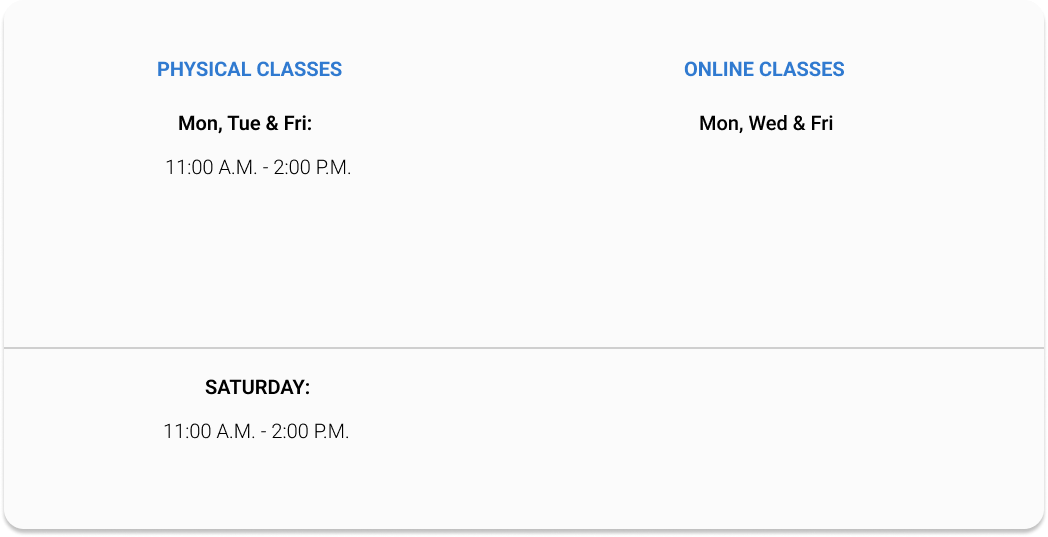 PHYSICAL CLASSES
Mon, Tue & Fri:
11:00 A.M. - 2:00 P.M.
ONLINE CLASSES
Mon, Wed & Fri
SATURDAY:
11:00 A.M. - 2:00 P.M.